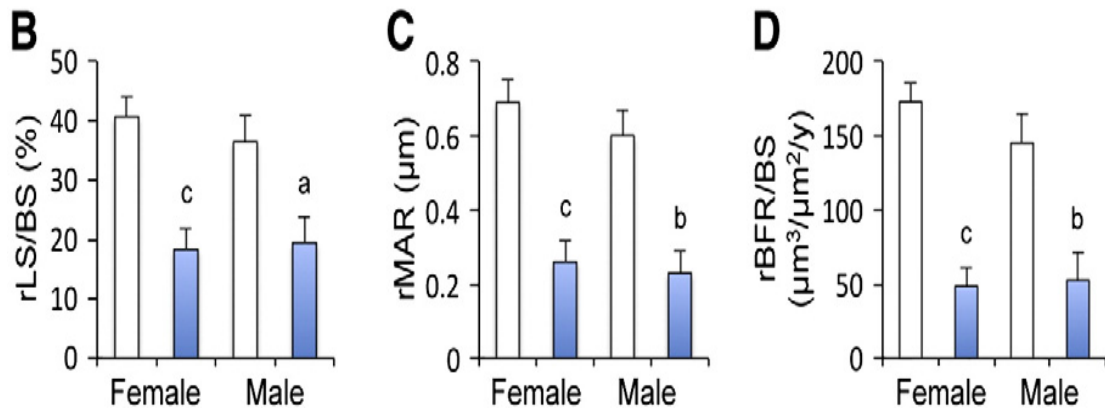 B
rLS/BS (%)
50
40
30
20
10
0
c
a
Female Male
C
rMAR (µm)
0.8
0.6
0.4
0.2
0
c
b
Female Male
D
rBFR/BS
(µm³/µm²/y)
200
150
100
50
0
c
b
Female Male